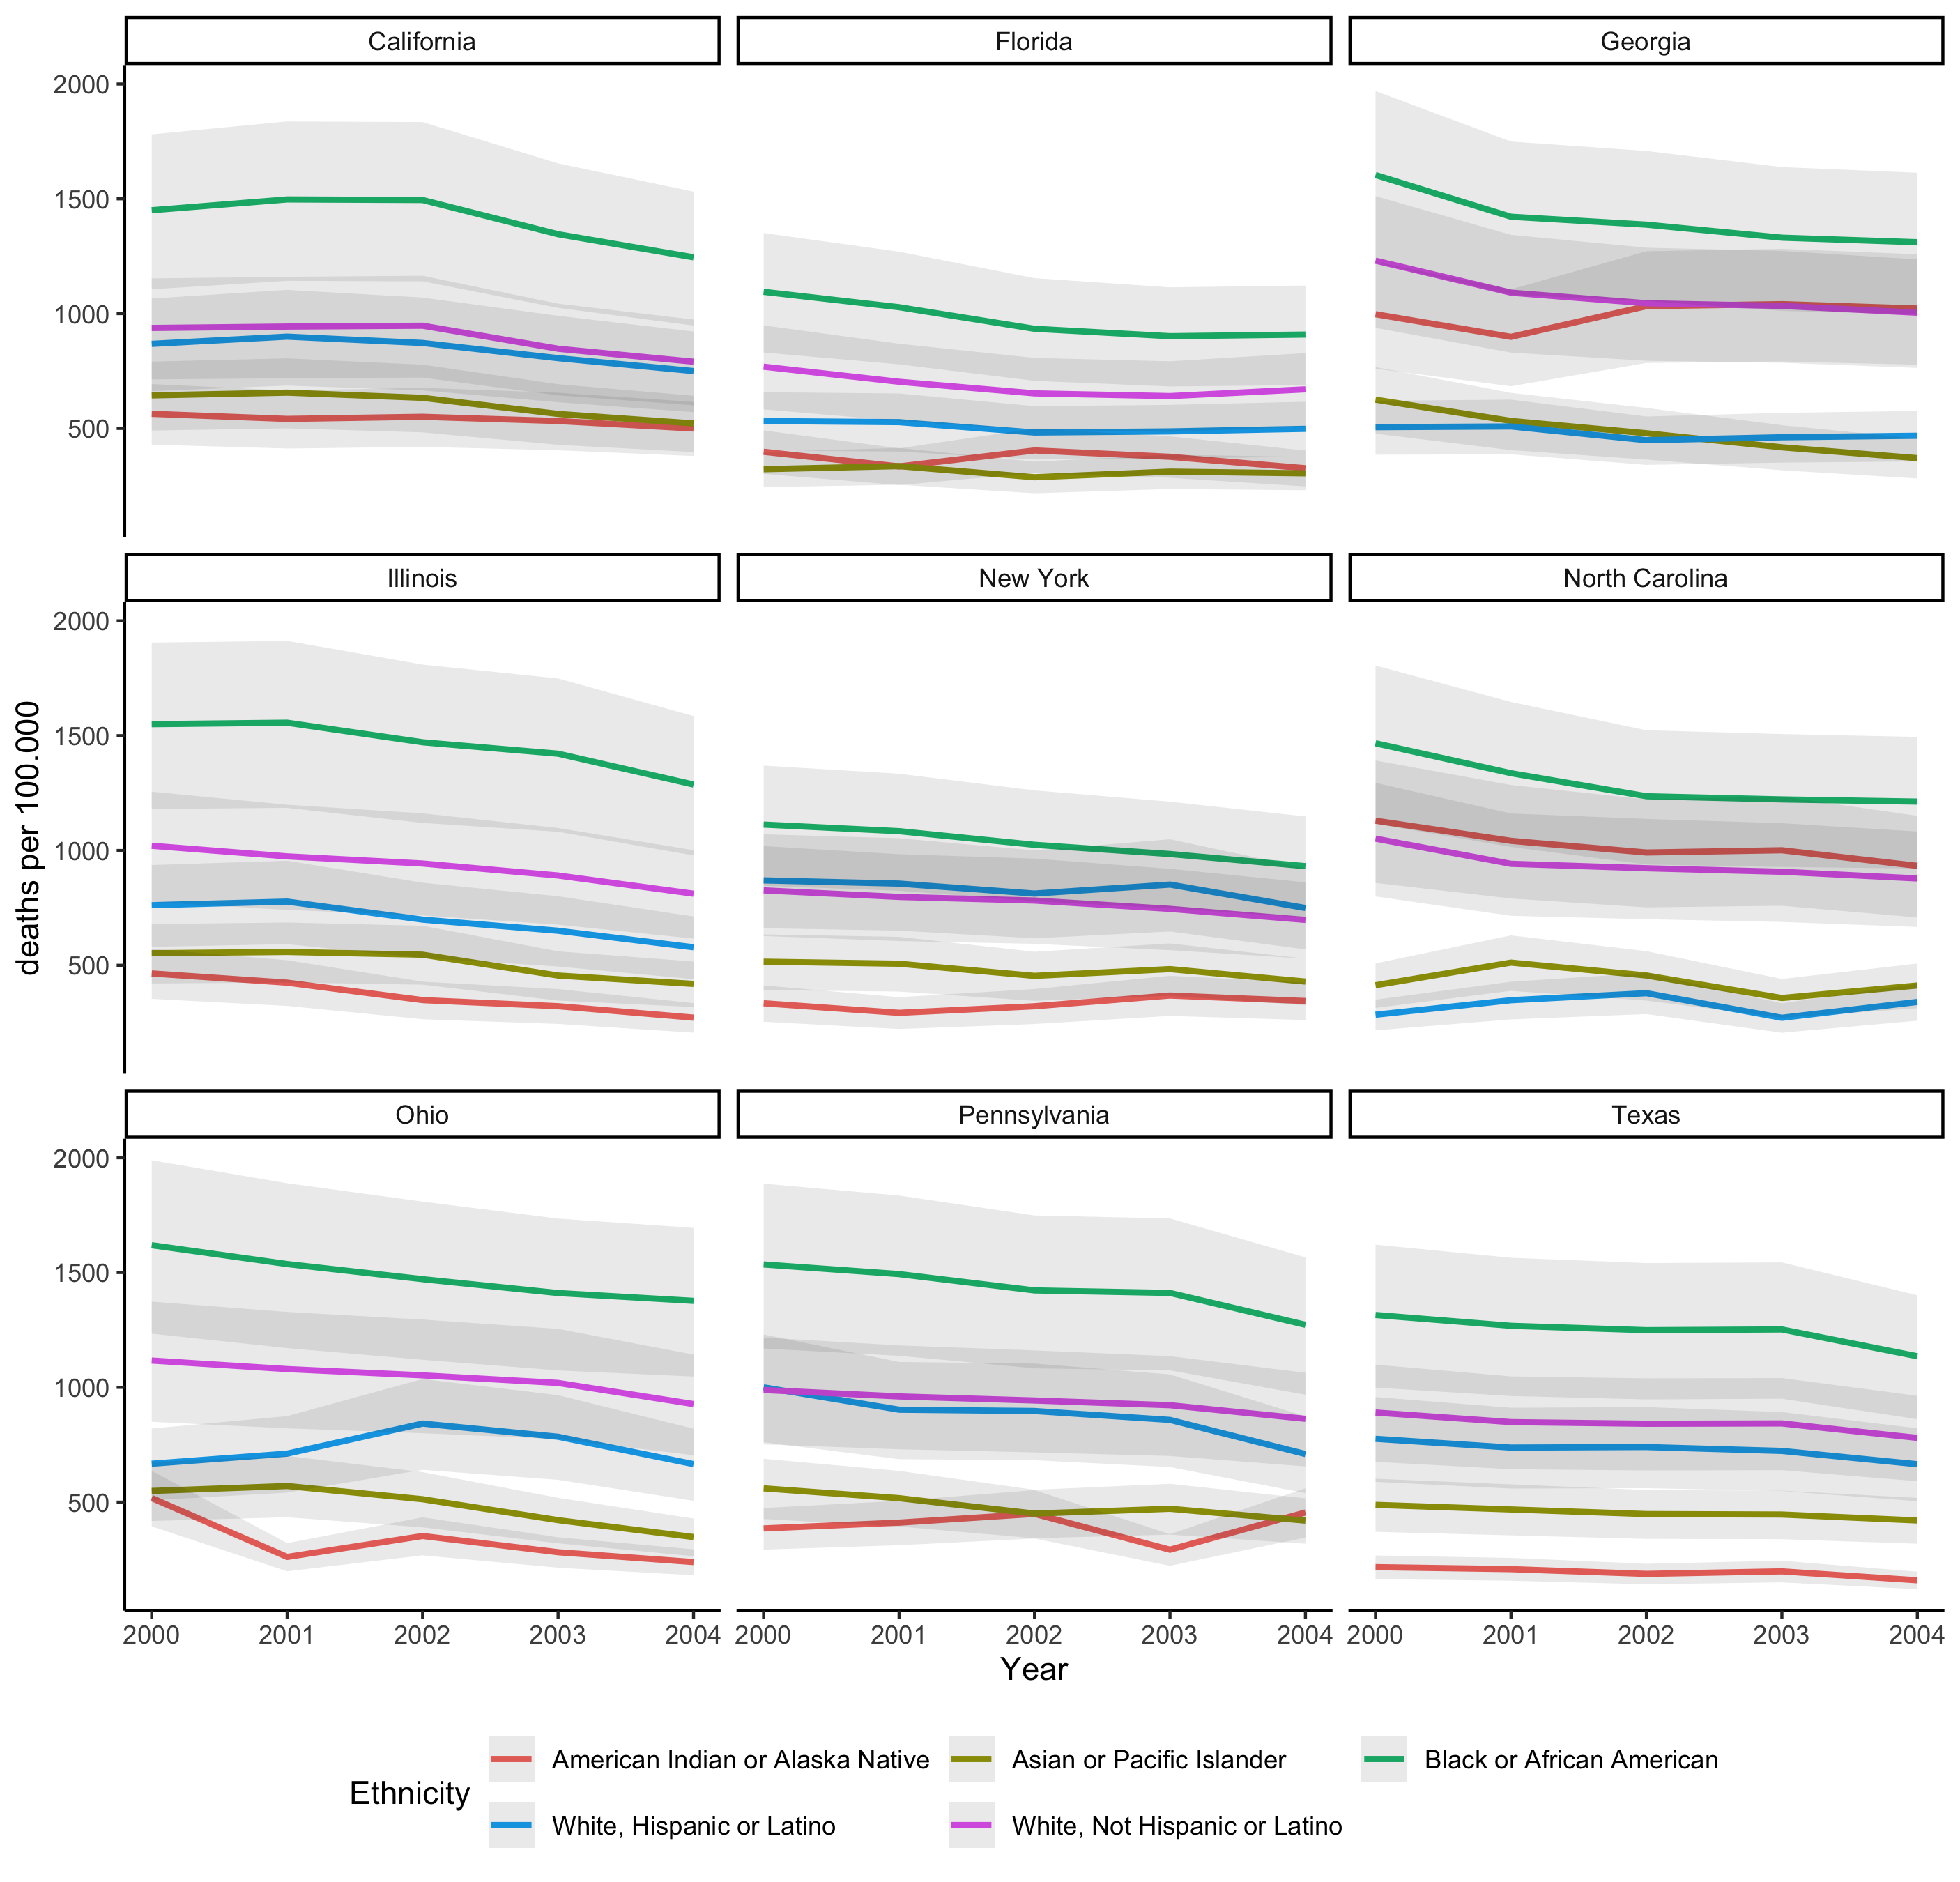 California
Florida
Georgia
2000
1500
1000
500
Illinois
New York
North Carolina
2000
1500
1000
500
deaths per 100.000
Ohio
Pennsylvania
Texas
2000
1500
1000
500
2000 2001 2002 2003 2004
2000 2001 2002 2003 2004
2000 2001 2002 2003 2004
Year
Ethnicity
American Indian or Alaska Native
Asian or Pacific Islander
Black or African American
White, Hispanic or Latino
White, Not Hispanic or Latino